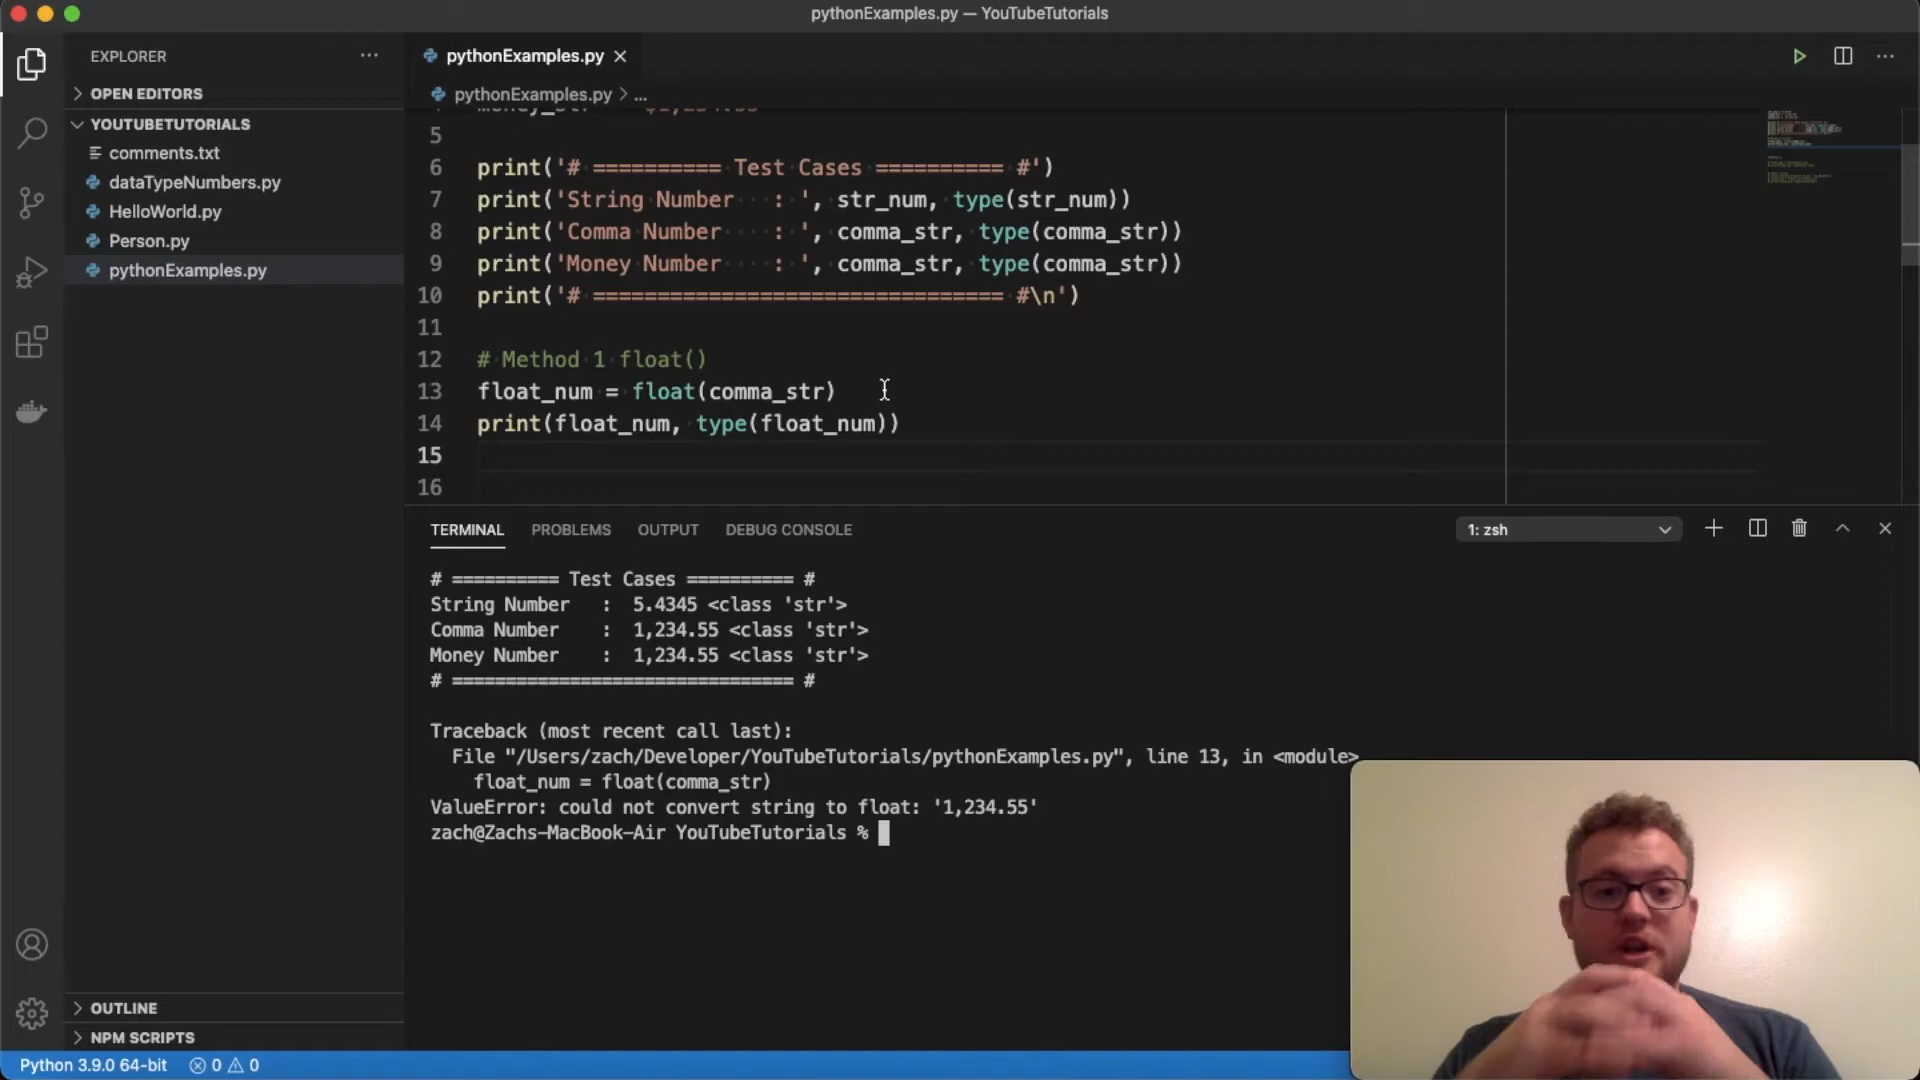 pythonExamples.py — YouTubeTutorials
EXPLORER
OPEN EDITORS
YOUTUBETUTORIALS
comments.txt
dataTypeNumbers.py
HelloWorld.py
Person.py
pythonExamples.py
OUTLINE
NPM SCRIPTS
pythonExamples.py
pythonExamples.py > ...
5
6 print('# ========== Test Cases ========== #')
7 print('String Number   : ', str_num, type(str_num))
8 print('Comma Number    : ', comma_str, type(comma_str))
9 print('Money Number    : ', comma_str, type(comma_str))
10 print('# ================================ #\n')
11
12 # Method 1 float()
13 float_num = float(comma_str)
14 print(float_num, type(float_num))
15
16
TERMINAL PROBLEMS OUTPUT DEBUG CONSOLE 1: zsh
# ========== Test Cases ========== #
String Number   :  5.4345 <class 'str'>
Comma Number    :  1,234.55 <class 'str'>
Money Number    :  1,234.55 <class 'str'>
# ================================ #
Traceback (most recent call last):
  File "/Users/zach/Developer/YouTubeTutorials/pythonExamples.py", line 13, in <module>
    float_num = float(comma_str)
ValueError: could not convert string to float: '1,234.55'
zach@Zachs-MacBook-Air YouTubeTutorials %
Python 3.9.0 64-bit 0 0